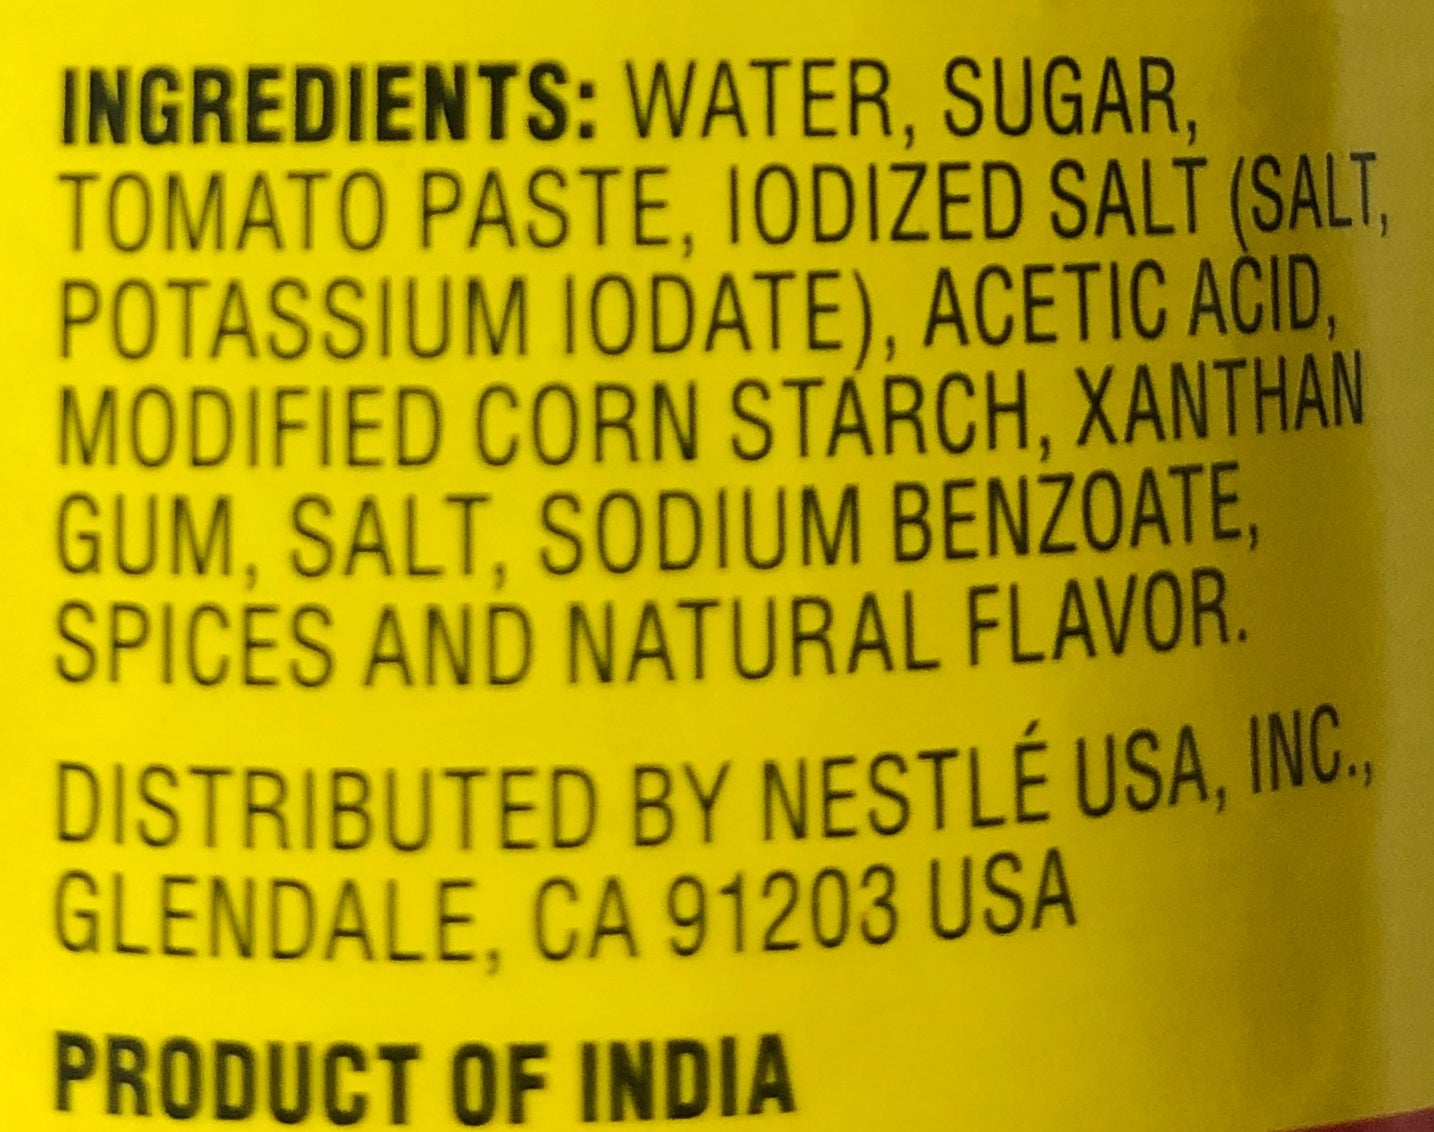 INGREDIENTS: WATER, SUGAR,
TOMATO PASTE, IODIZED SALT (SALT,
POTASSIUM IODATE), ACETIC ACID,
MODIFIED CORN STARCH, XANTHAN
GUM, SALT, SODIUM BENZOATE,
SPICES AND NATURAL FLAVOR.
DISTRIBUTED BY NESTLÉ USA, INC.,
GLENDALE, CA 91203 USA
PRODUCT OF INDIA